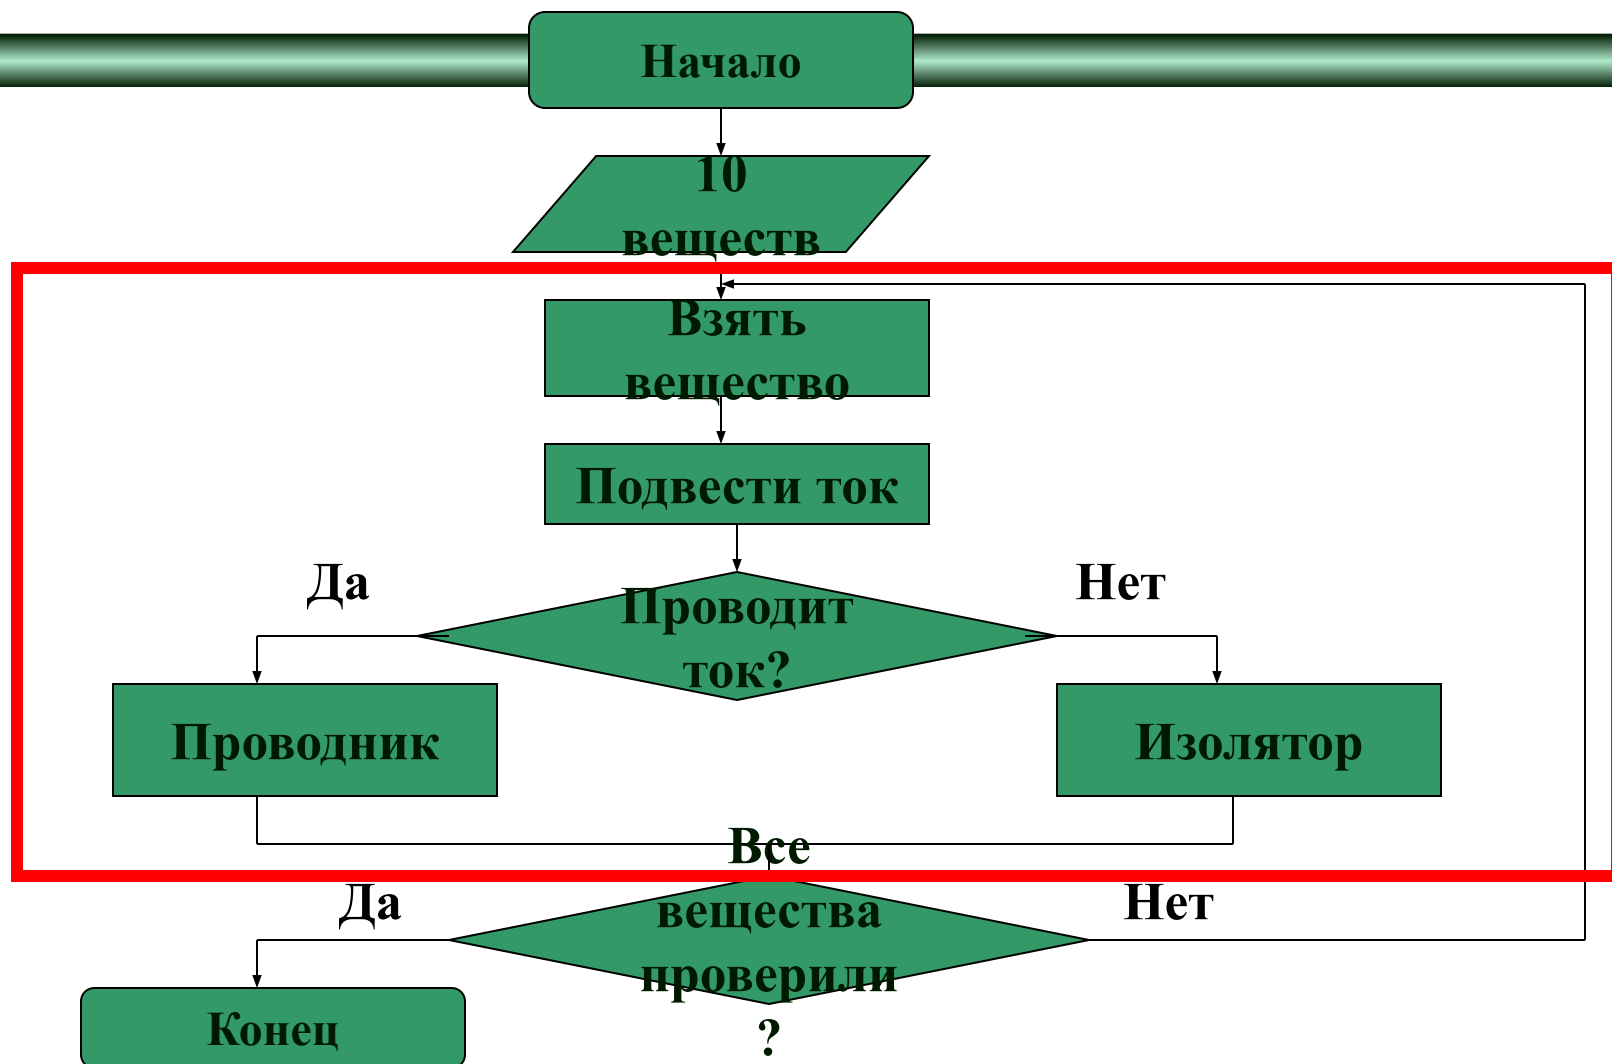 Начало
10
веществ
Взять
вещество
Подвести ток
Да
Нет
Проводит
ток?
Проводник
Изолятор
Все
вещества
проверили
?
Да
Нет
Конец